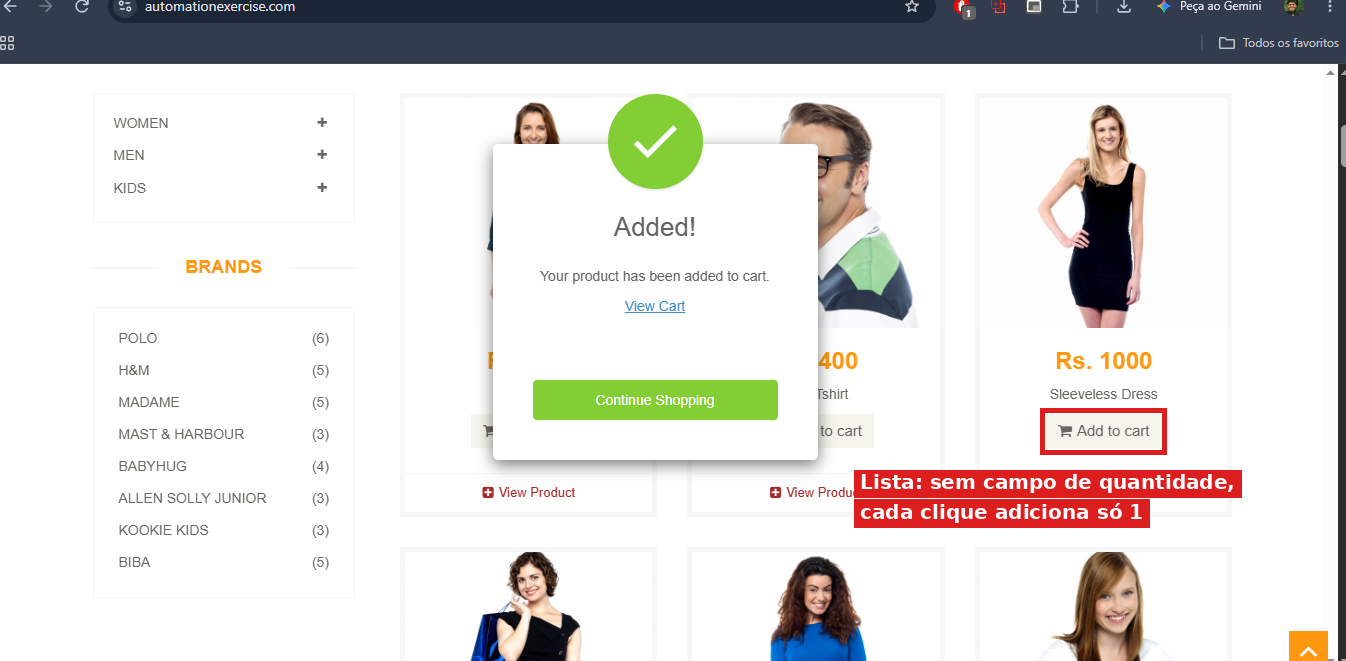 automationexercise.com
1
Peça ao Gemini
Todos os favoritos
WOMEN
MEN
KIDS
BRANDS
POLO (6)
H&M (5)
MADAME (5)
MAST & HARBOUR (3)
BABYHUG (4)
ALLEN SOLLY JUNIOR (3)
KOOKIE KIDS (3)
BIBA (5)
Added!
Your product has been added to cart.
View Cart
Continue Shopping
400
Tshirt
to cart
View Product
View Produ
Rs. 1000
Sleeveless Dress
Add to cart
Lista: sem campo de quantidade,
cada clique adiciona só 1